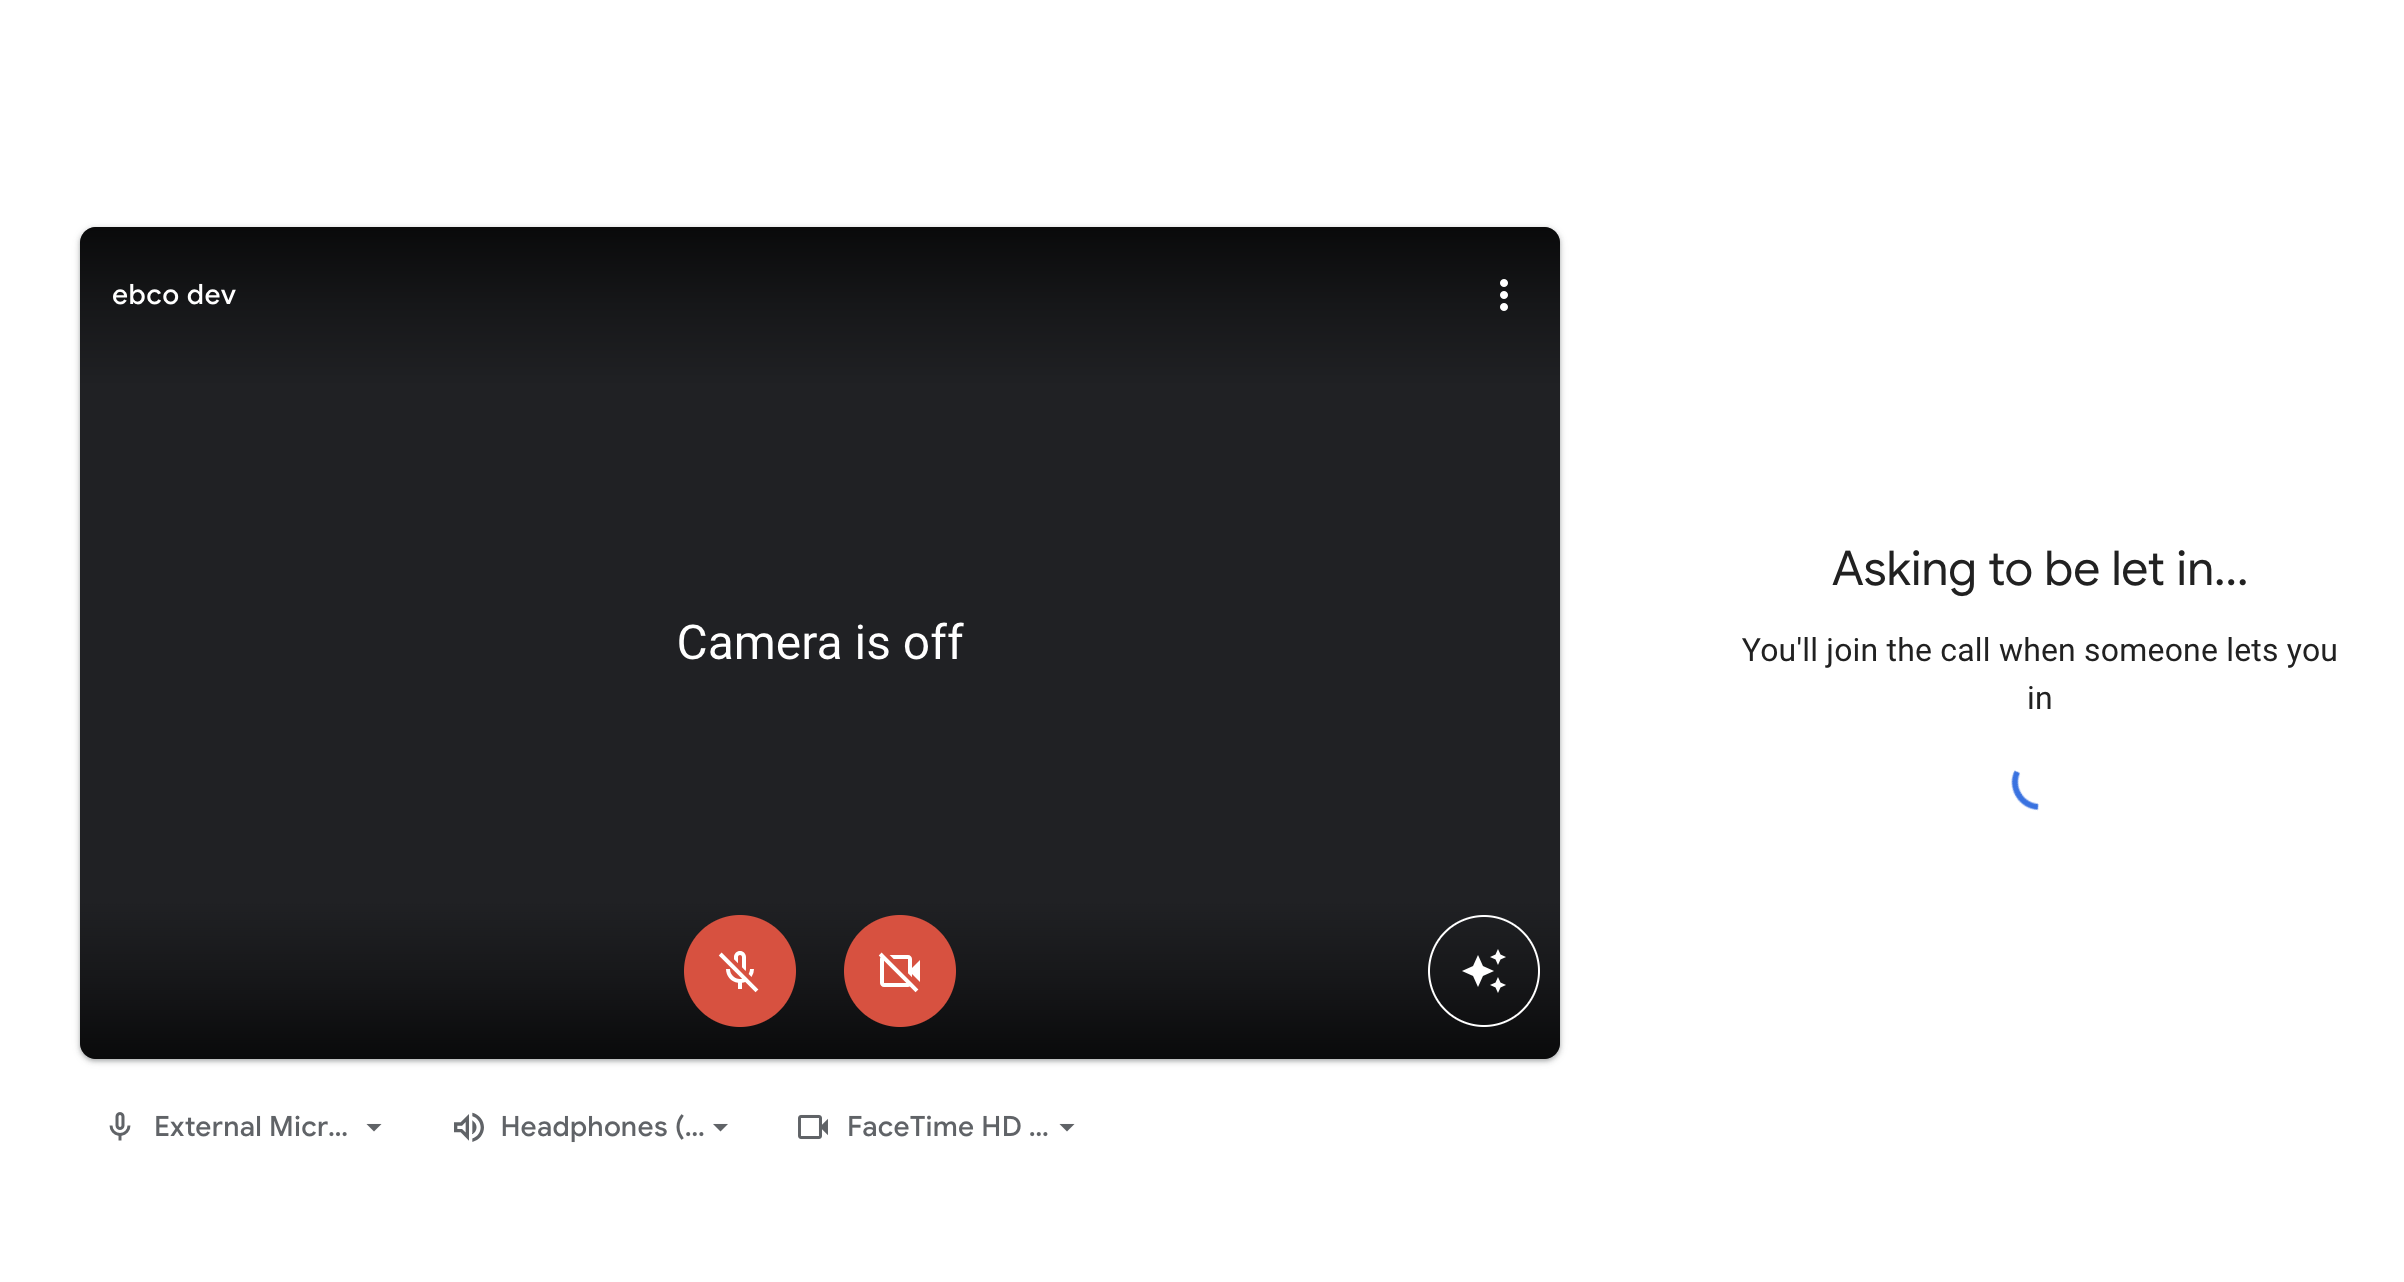 ebco dev
Camera is off
Asking to be let in...
You'll join the call when someone lets you
in
External Micr...
Headphones (...
FaceTime HD ...